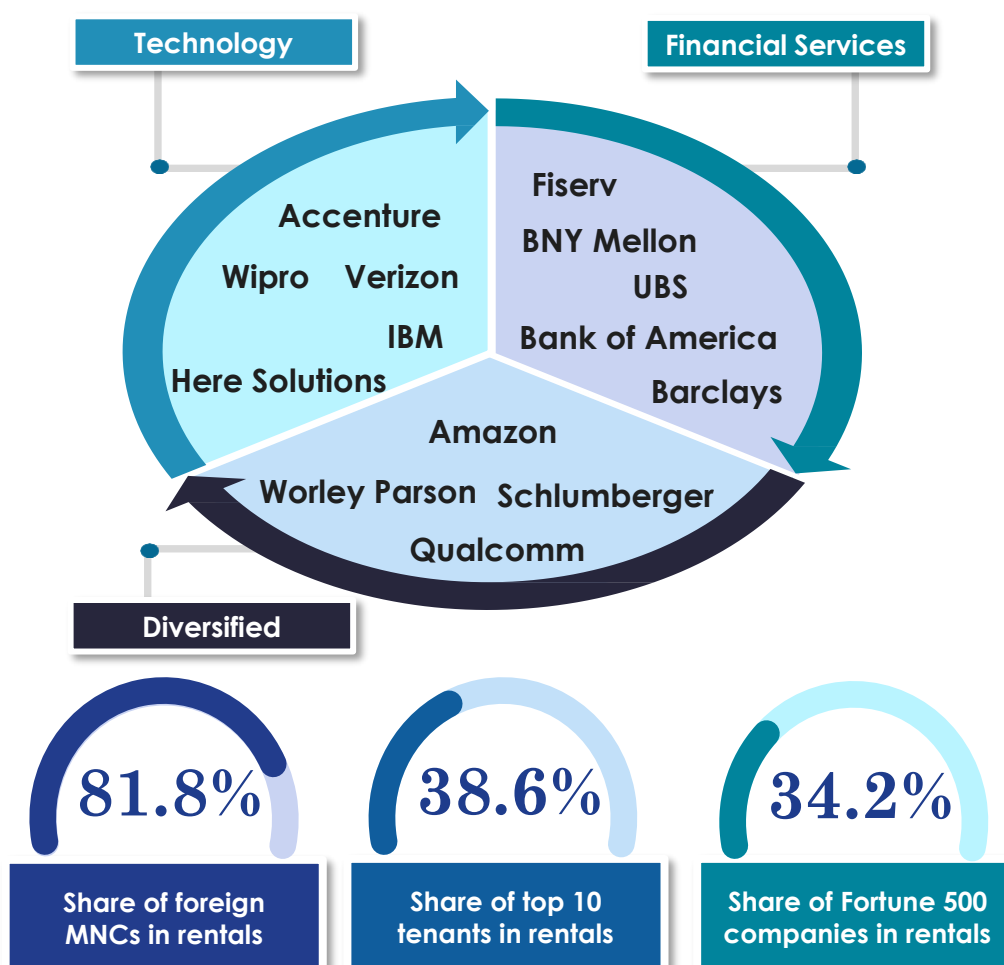 Technology
Financial Services
Accenture
Wipro Verizon
IBM
Here Solutions
Fiserv
BNY Mellon
UBS
Bank of America
Barclays
Amazon
Worley Parson Schlumberger
Qualcomm
Diversified
81.8%
Share of foreign
MNCs in rentals
38.6%
Share of top 10
tenants in rentals
34.2%
Share of Fortune 500
companies in rentals